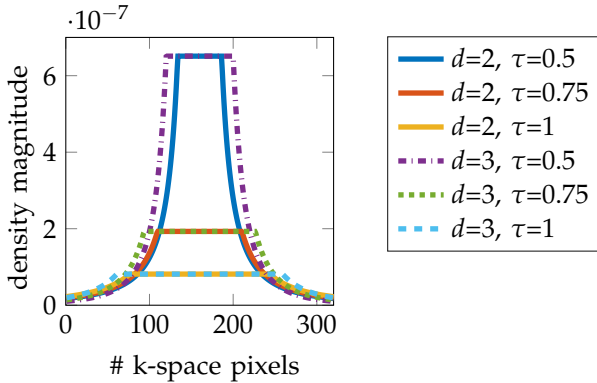 ·10⁻⁷
6
4
2
0
density magnitude
0 100 200 300
# k-space pixels
d=2, τ=0.5
d=2, τ=0.75
d=2, τ=1
d=3, τ=0.5
d=3, τ=0.75
d=3, τ=1